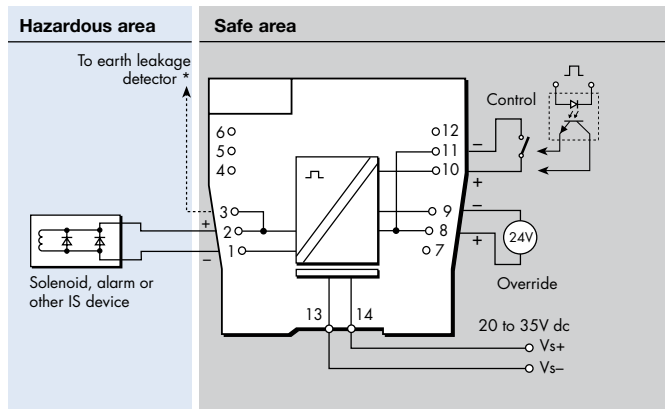 Hazardous area
Safe area
To earth leakage
detector *
Control
6
5
4
3
2
1
12
11
10
9
8
7
–
+
–
+
+
–
24V
Override
Solenoid, alarm or
other IS device
13
14
20 to 35V dc
Vs+
Vs–